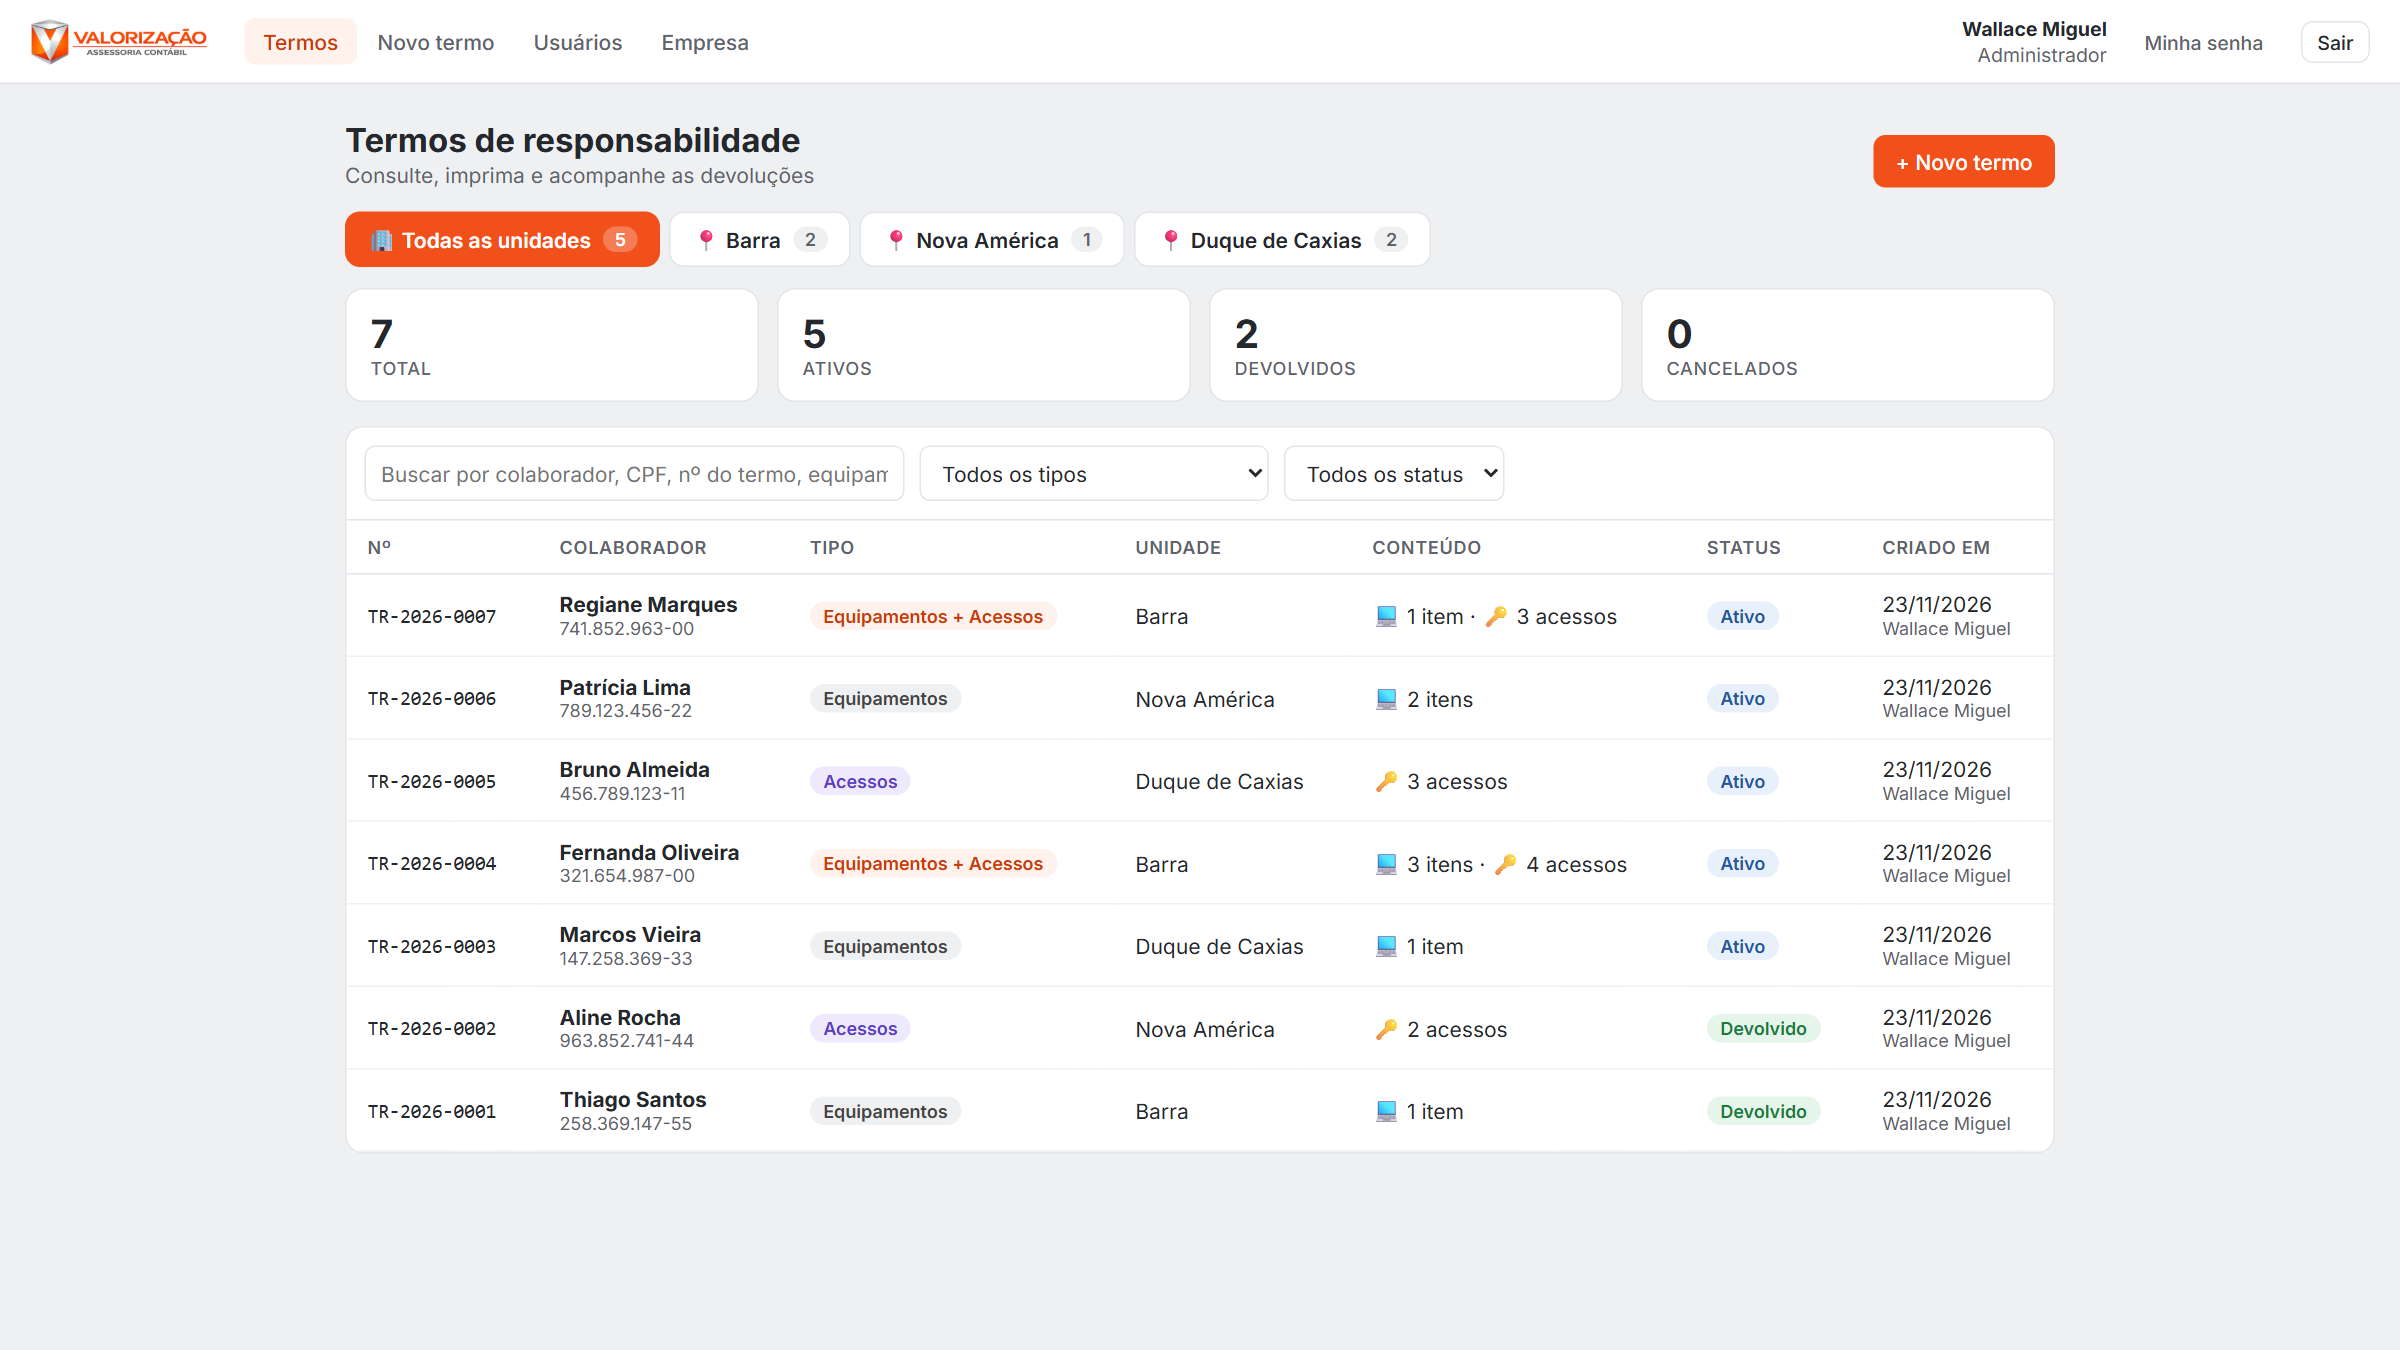 VALORIZAÇÃO
ASSESSORIA CONTÁBIL
Termos
Novo termo
Usuários
Empresa
Wallace Miguel
Administrador
Minha senha
Sair
Termos de responsabilidade
Consulte, imprima e acompanhe as devoluções
+ Novo termo
Todas as unidades 5
Barra 2
Nova América 1
Duque de Caxias 2
7
TOTAL
5
ATIVOS
2
DEVOLVIDOS
0
CANCELADOS
Buscar por colaborador, CPF, nº do termo, equipam
Todos os tipos
Todos os status
Nº COLABORADOR TIPO UNIDADE CONTEÚDO STATUS CRIADO EM
TR-2026-0007 Regiane Marques Equipamentos + Acessos Barra 1 item · 3 acessos Ativo 23/11/2026
741.852.963-00 Wallace Miguel
TR-2026-0006 Patrícia Lima Equipamentos Nova América 2 itens Ativo 23/11/2026
789.123.456-22 Wallace Miguel
TR-2026-0005 Bruno Almeida Acessos Duque de Caxias 3 acessos Ativo 23/11/2026
456.789.123-11 Wallace Miguel
TR-2026-0004 Fernanda Oliveira Equipamentos + Acessos Barra 3 itens · 4 acessos Ativo 23/11/2026
321.654.987-00 Wallace Miguel
TR-2026-0003 Marcos Vieira Equipamentos Duque de Caxias 1 item Ativo 23/11/2026
147.258.369-33 Wallace Miguel
TR-2026-0002 Aline Rocha Acessos Nova América 2 acessos Devolvido 23/11/2026
963.852.741-44 Wallace Miguel
TR-2026-0001 Thiago Santos Equipamentos Barra 1 item Devolvido 23/11/2026
258.369.147-55 Wallace Miguel